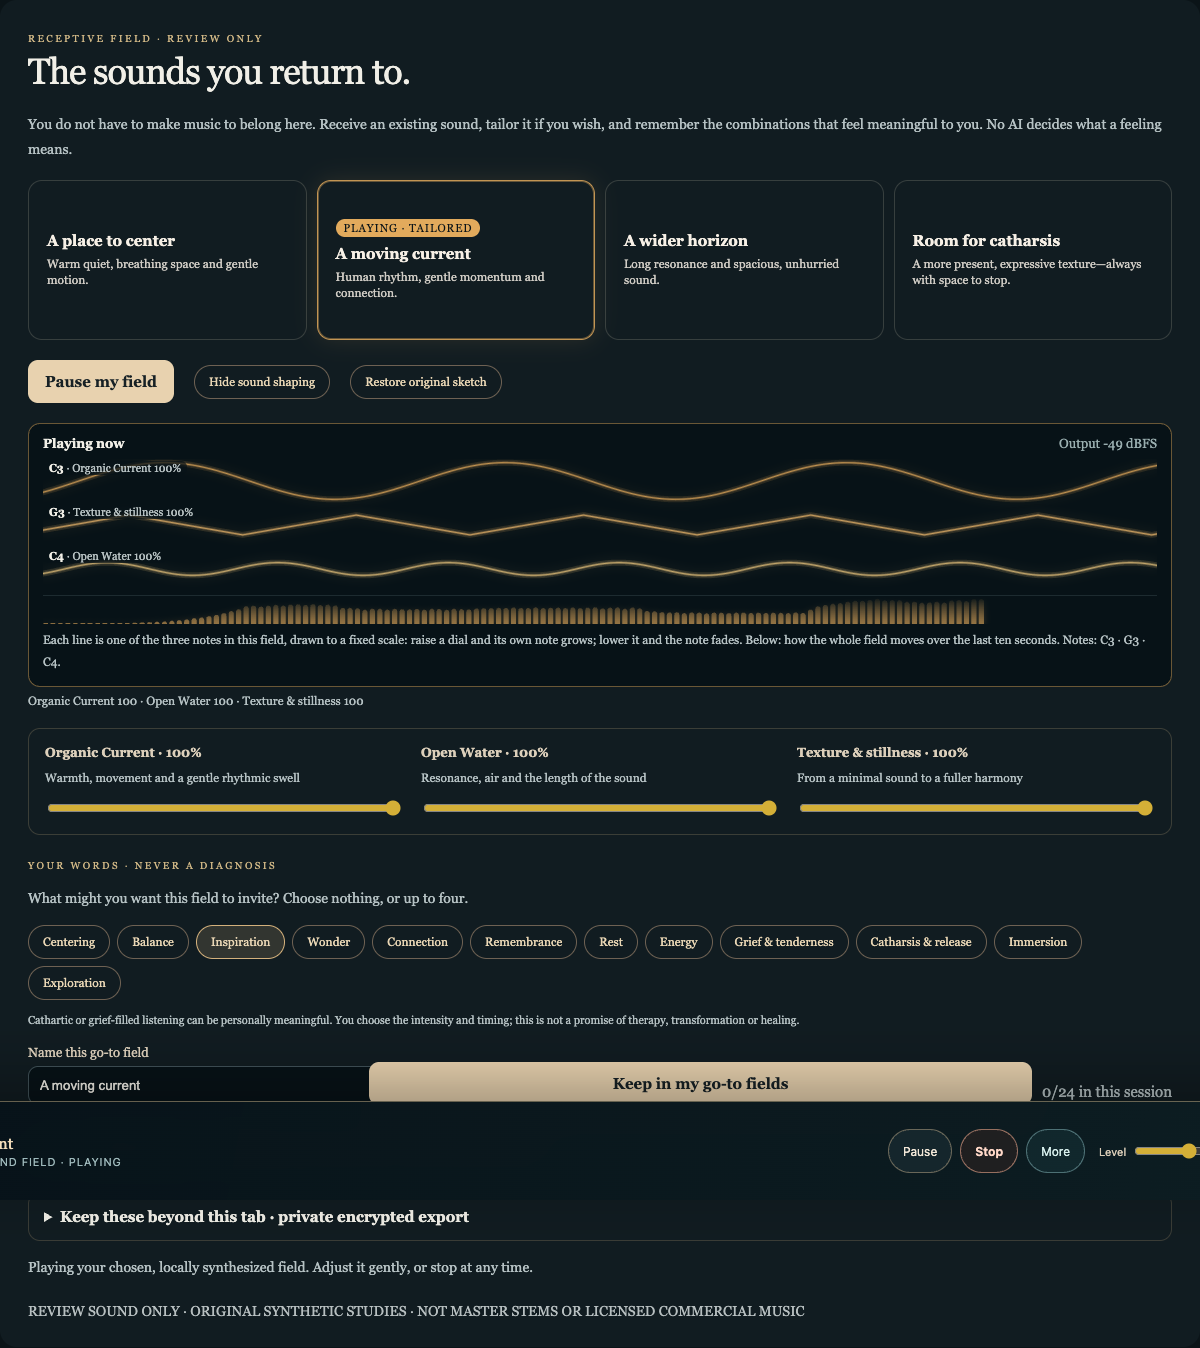 RECEPTIVE FIELD · REVIEW ONLY
The sounds you return to.
You do not have to make music to belong here. Receive an existing sound, tailor it if you wish, and remember the combinations that feel meaningful to you. No AI decides what a feeling
means.
A place to center
Warm quiet, breathing space and gentle
motion.
PLAYING · TAILORED
A moving current
Human rhythm, gentle momentum and
connection.
A wider horizon
Long resonance and spacious, unhurried
sound.
Room for catharsis
A more present, expressive texture—always
with space to stop.
Pause my field
Hide sound shaping
Restore original sketch
Playing now
Output -49 dBFS
C3 · Organic Current 100%
G3 · Texture & stillness 100%
C4 · Open Water 100%
Each line is one of the three notes in this field, drawn to a fixed scale: raise a dial and its own note grows; lower it and the note fades. Below: how the whole field moves over the last ten seconds. Notes: C3 · G3 ·
C4.
Organic Current 100 · Open Water 100 · Texture & stillness 100
Organic Current · 100%
Warmth, movement and a gentle rhythmic swell
Open Water · 100%
Resonance, air and the length of the sound
Texture & stillness · 100%
From a minimal sound to a fuller harmony
YOUR WORDS · NEVER A DIAGNOSIS
What might you want this field to invite? Choose nothing, or up to four.
Centering
Balance
Inspiration
Wonder
Connection
Remembrance
Rest
Energy
Grief & tenderness
Catharsis & release
Immersion
Exploration
Cathartic or grief-filled listening can be personally meaningful. You choose the intensity and timing; this is not a promise of therapy, transformation or healing.
Name this go-to field
A moving current
Keep in my go-to fields
0/24 in this session
nt
ND FIELD · PLAYING
Pause
Stop
More
Level
Keep these beyond this tab · private encrypted export
Playing your chosen, locally synthesized field. Adjust it gently, or stop at any time.
REVIEW SOUND ONLY · ORIGINAL SYNTHETIC STUDIES · NOT MASTER STEMS OR LICENSED COMMERCIAL MUSIC